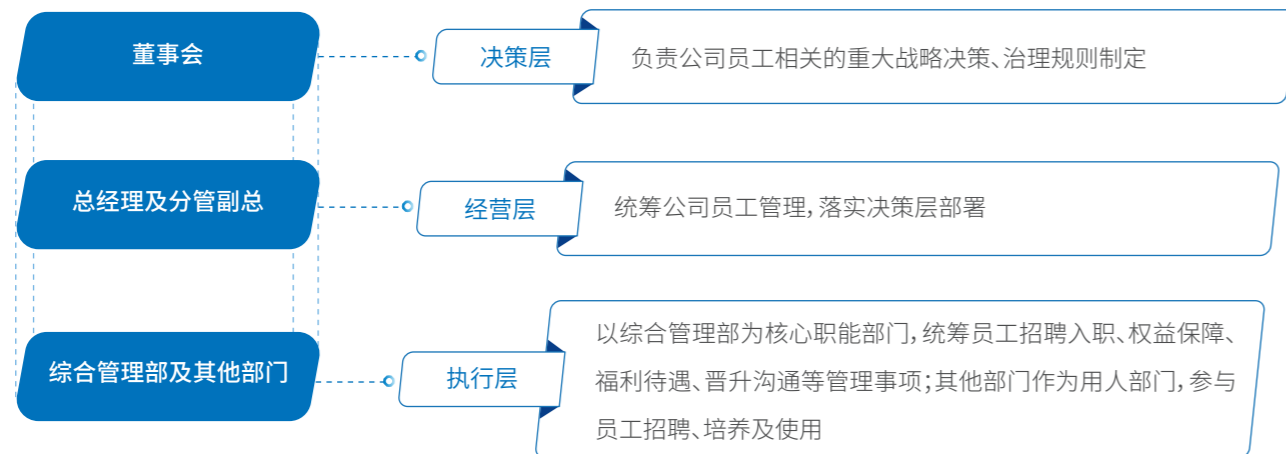 董事会
决策层
负责公司员工相关的重大战略决策、治理规则制定
总经理及分管副总
经营层
统筹公司员工管理,落实决策层部署
综合管理部及其他部门
执行层
以综合管理部为核心职能部门,统筹员工招聘入职、权益保障、
福利待遇、晋升沟通等管理事项;其他部门作为用人部门,参与
员工招聘、培养及使用